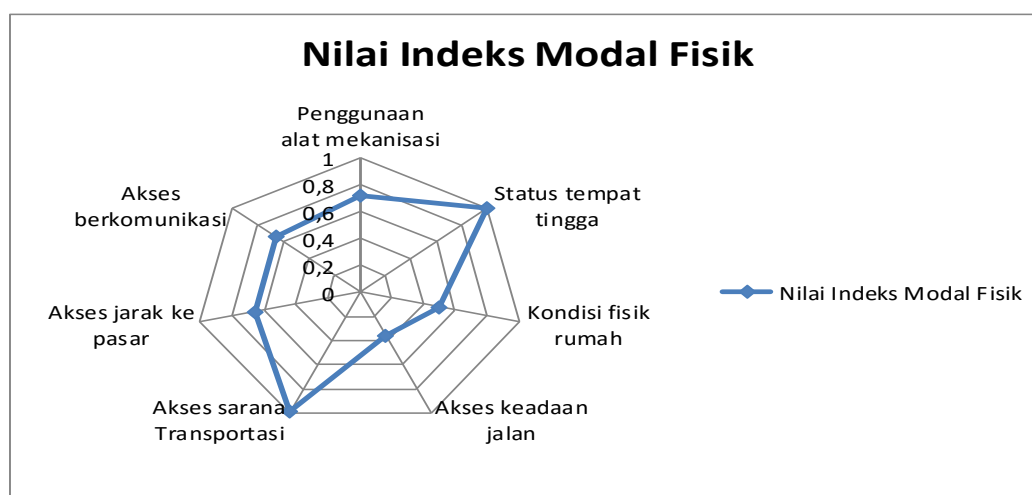 Nilai Indeks Modal Fisik
Penggunaan
alat mekanisasi
1
0,8
0,6
0,4
0,2
0
Status tempat
tingga
Kondisi fisik
rumah
Akses keadaan
jalan
Akses sarana
Transportasi
Akses jarak ke
pasar
Akses
berkomunikasi
Nilai Indeks Modal Fisik